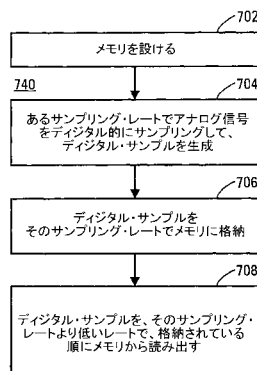 702
メモリを設ける
740
704
あるサンプリング・レートでアナログ信号
をディジタル的にサンプリングして、
ディジタル・サンプルを生成
706
ディジタル・サンプルを
そのサンプリング・レートでメモリに格納
708
ディジタル・サンプルを、そのサンプリング・
レートより低いレートで、格納されている
順にメモリから読み出す